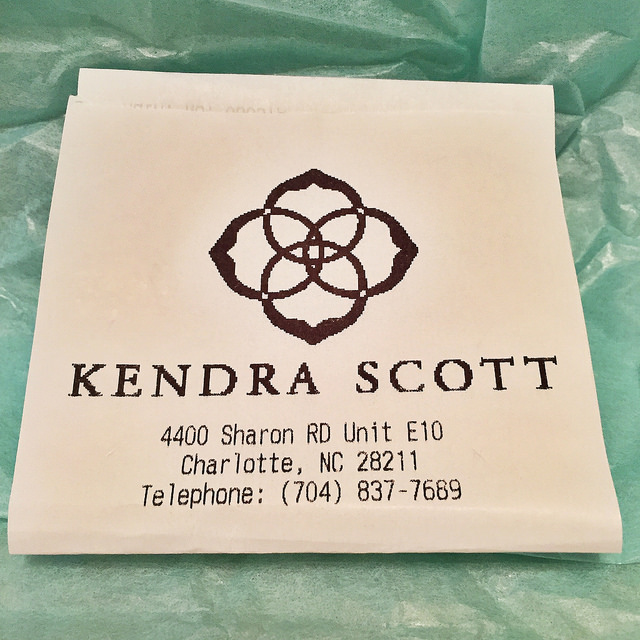 KENDRA SCOTT
4400 Sharon RD Unit E10
Charlotte, NC 28211
Telephone: (704) 837-7689